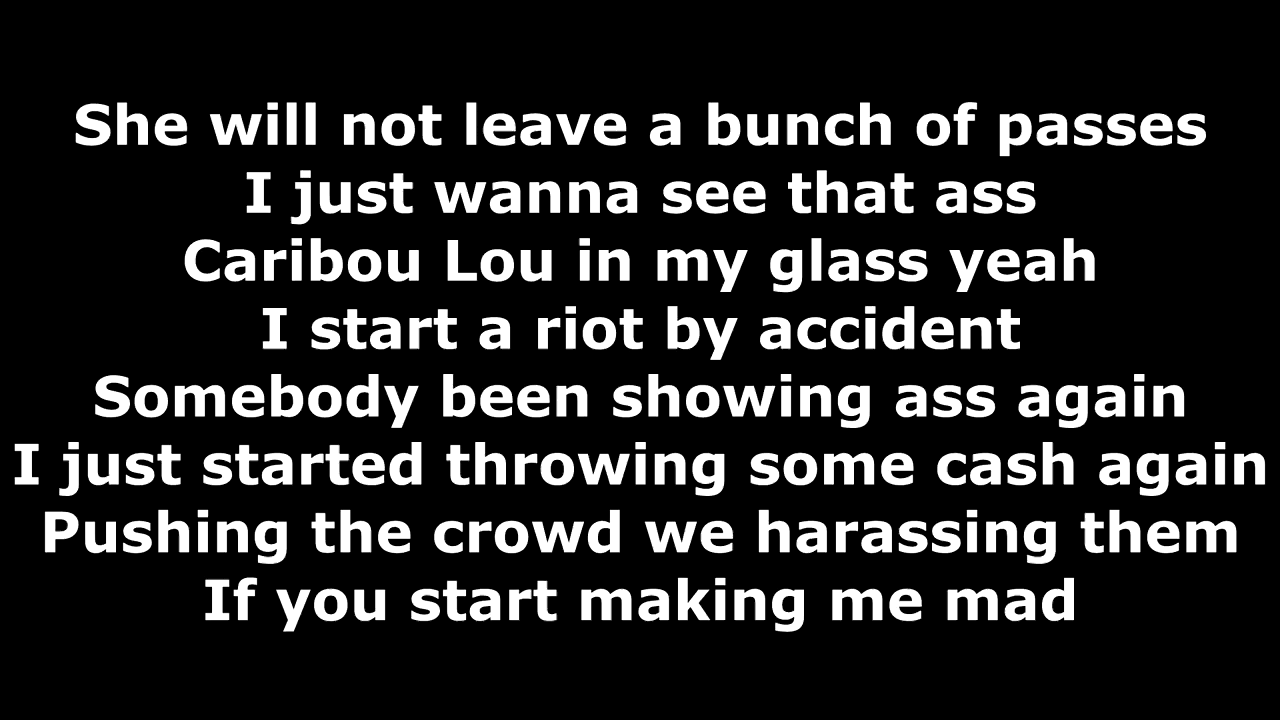 She will not leave a bunch of passes
I just wanna see that ass
Caribou Lou in my glass yeah
I start a riot by accident
Somebody been showing ass again
I just started throwing some cash again
Pushing the crowd we harassing them
If you start making me mad